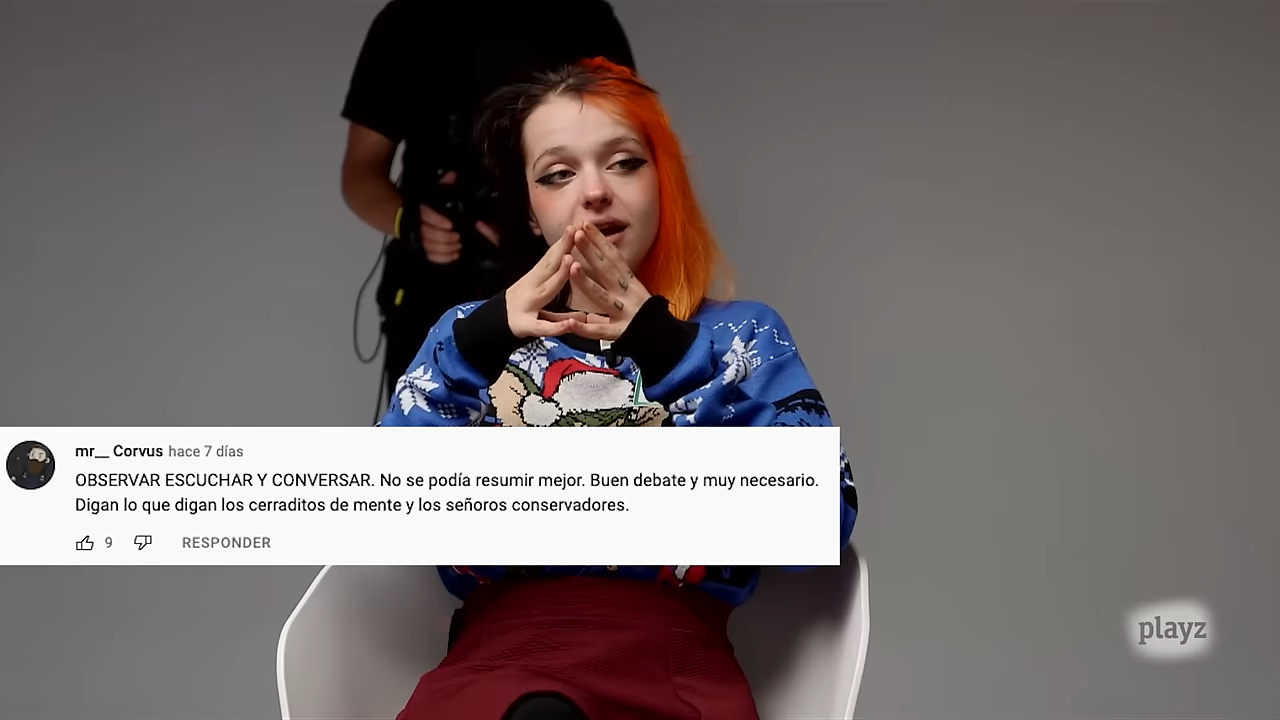 mr__ Corvus hace 7 días
OBSERVAR ESCUCHAR Y CONVERSAR. No se podía resumir mejor. Buen debate y muy necesario.
Digan lo que digan los cerraditos de mente y los señoros conservadores.
9 RESPONDER
playz